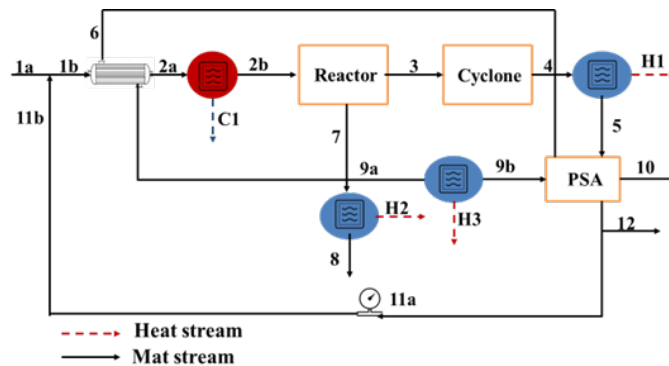 6
1a
1b
2a
2b
Reactor
3
Cyclone
4
H1
C1
11b
7
5
9a
9b
PSA
10
H2
H3
12
8
11a
Heat stream
Mat stream